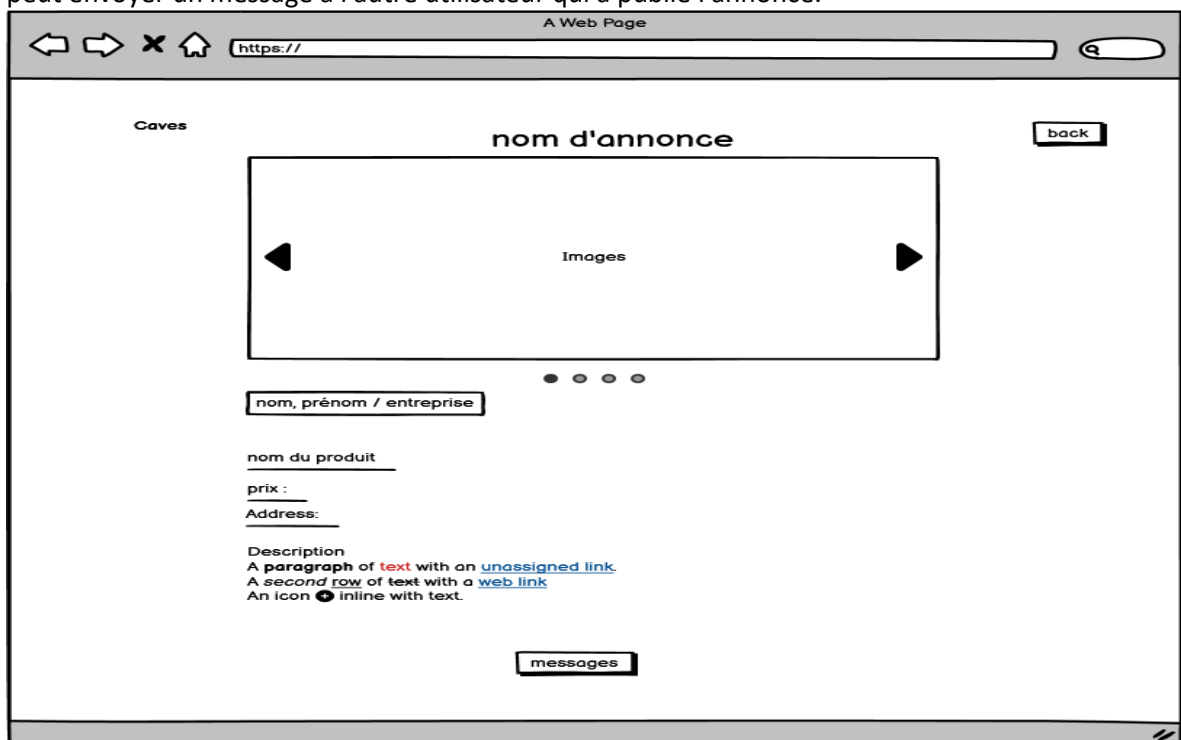 peut envoyer un message à l'autre utilisateur qui a publié l'annonce.
A Web Page
https://
Caves
nom d'annonce
back
Images
nom, prénom / entreprise
nom du produit
prix :
Address:
Description
A paragraph of text with an unassigned link.
A second row of text with a web link
An icon inline with text.
messages